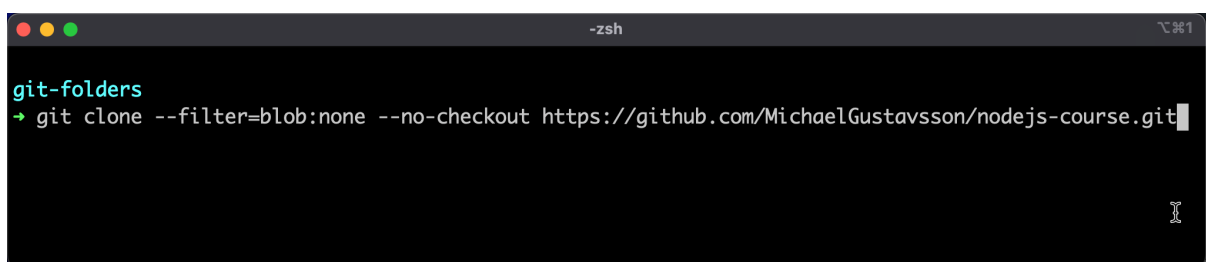 -zsh
⌥⌘1
git-folders
➜ git clone --filter=blob:none --no-checkout https://github.com/MichaelGustavsson/nodejs-course.git